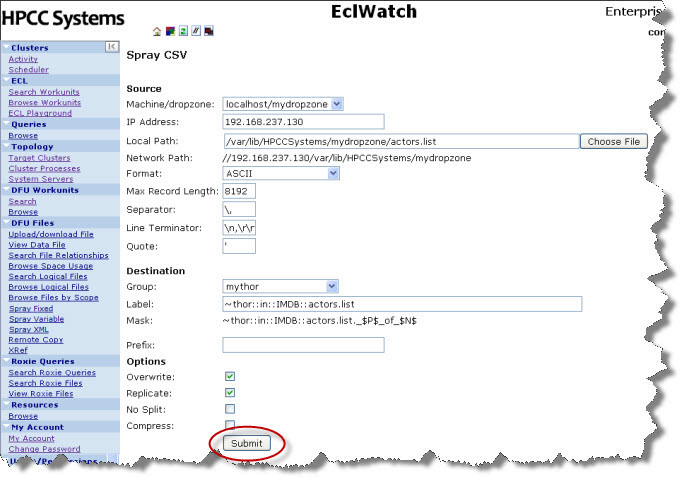 HPCC Systems
EclWatch
Enterpris
con
Clusters
Activity
Scheduler
ECL
Search Workunits
Browse Workunits
ECL Playground
Queries
Browse
Topology
Target Clusters
Cluster Processes
System Servers
DFU Workunits
Search
Browse
DFU Files
Upload/download File
View Data File
Search File Relationships
Browse Space Usage
Search Logical Files
Browse Logical Files
Browse Files by Scope
Spray Fixed
Spray Variable
Spray XML
Remote Copy
XRef
Roxie Queries
Search Roxie Queries
Search Roxie Files
View Roxie Files
Resources
Browse
My Account
My Account
Change Password
Spray CSV
Source
Machine/dropzone: localhost/mydropzone
IP Address: 192.168.237.130
Local Path: /var/lib/HPCCSystems/mydropzone/actors.list Choose File
Network Path: //192.168.237.130/var/lib/HPCCSystems/mydropzone
Format: ASCII
Max Record Length: 8192
Separator: \,
Line Terminator: \n,\r\r
Quote: '
Destination
Group: mythor
Label: ~thor::in::IMDB::actors.list
Mask: ~thor::in::IMDB::actors.list._$P$_of_$N$
Prefix:
Options
Overwrite:
Replicate:
No Split:
Compress:
Submit